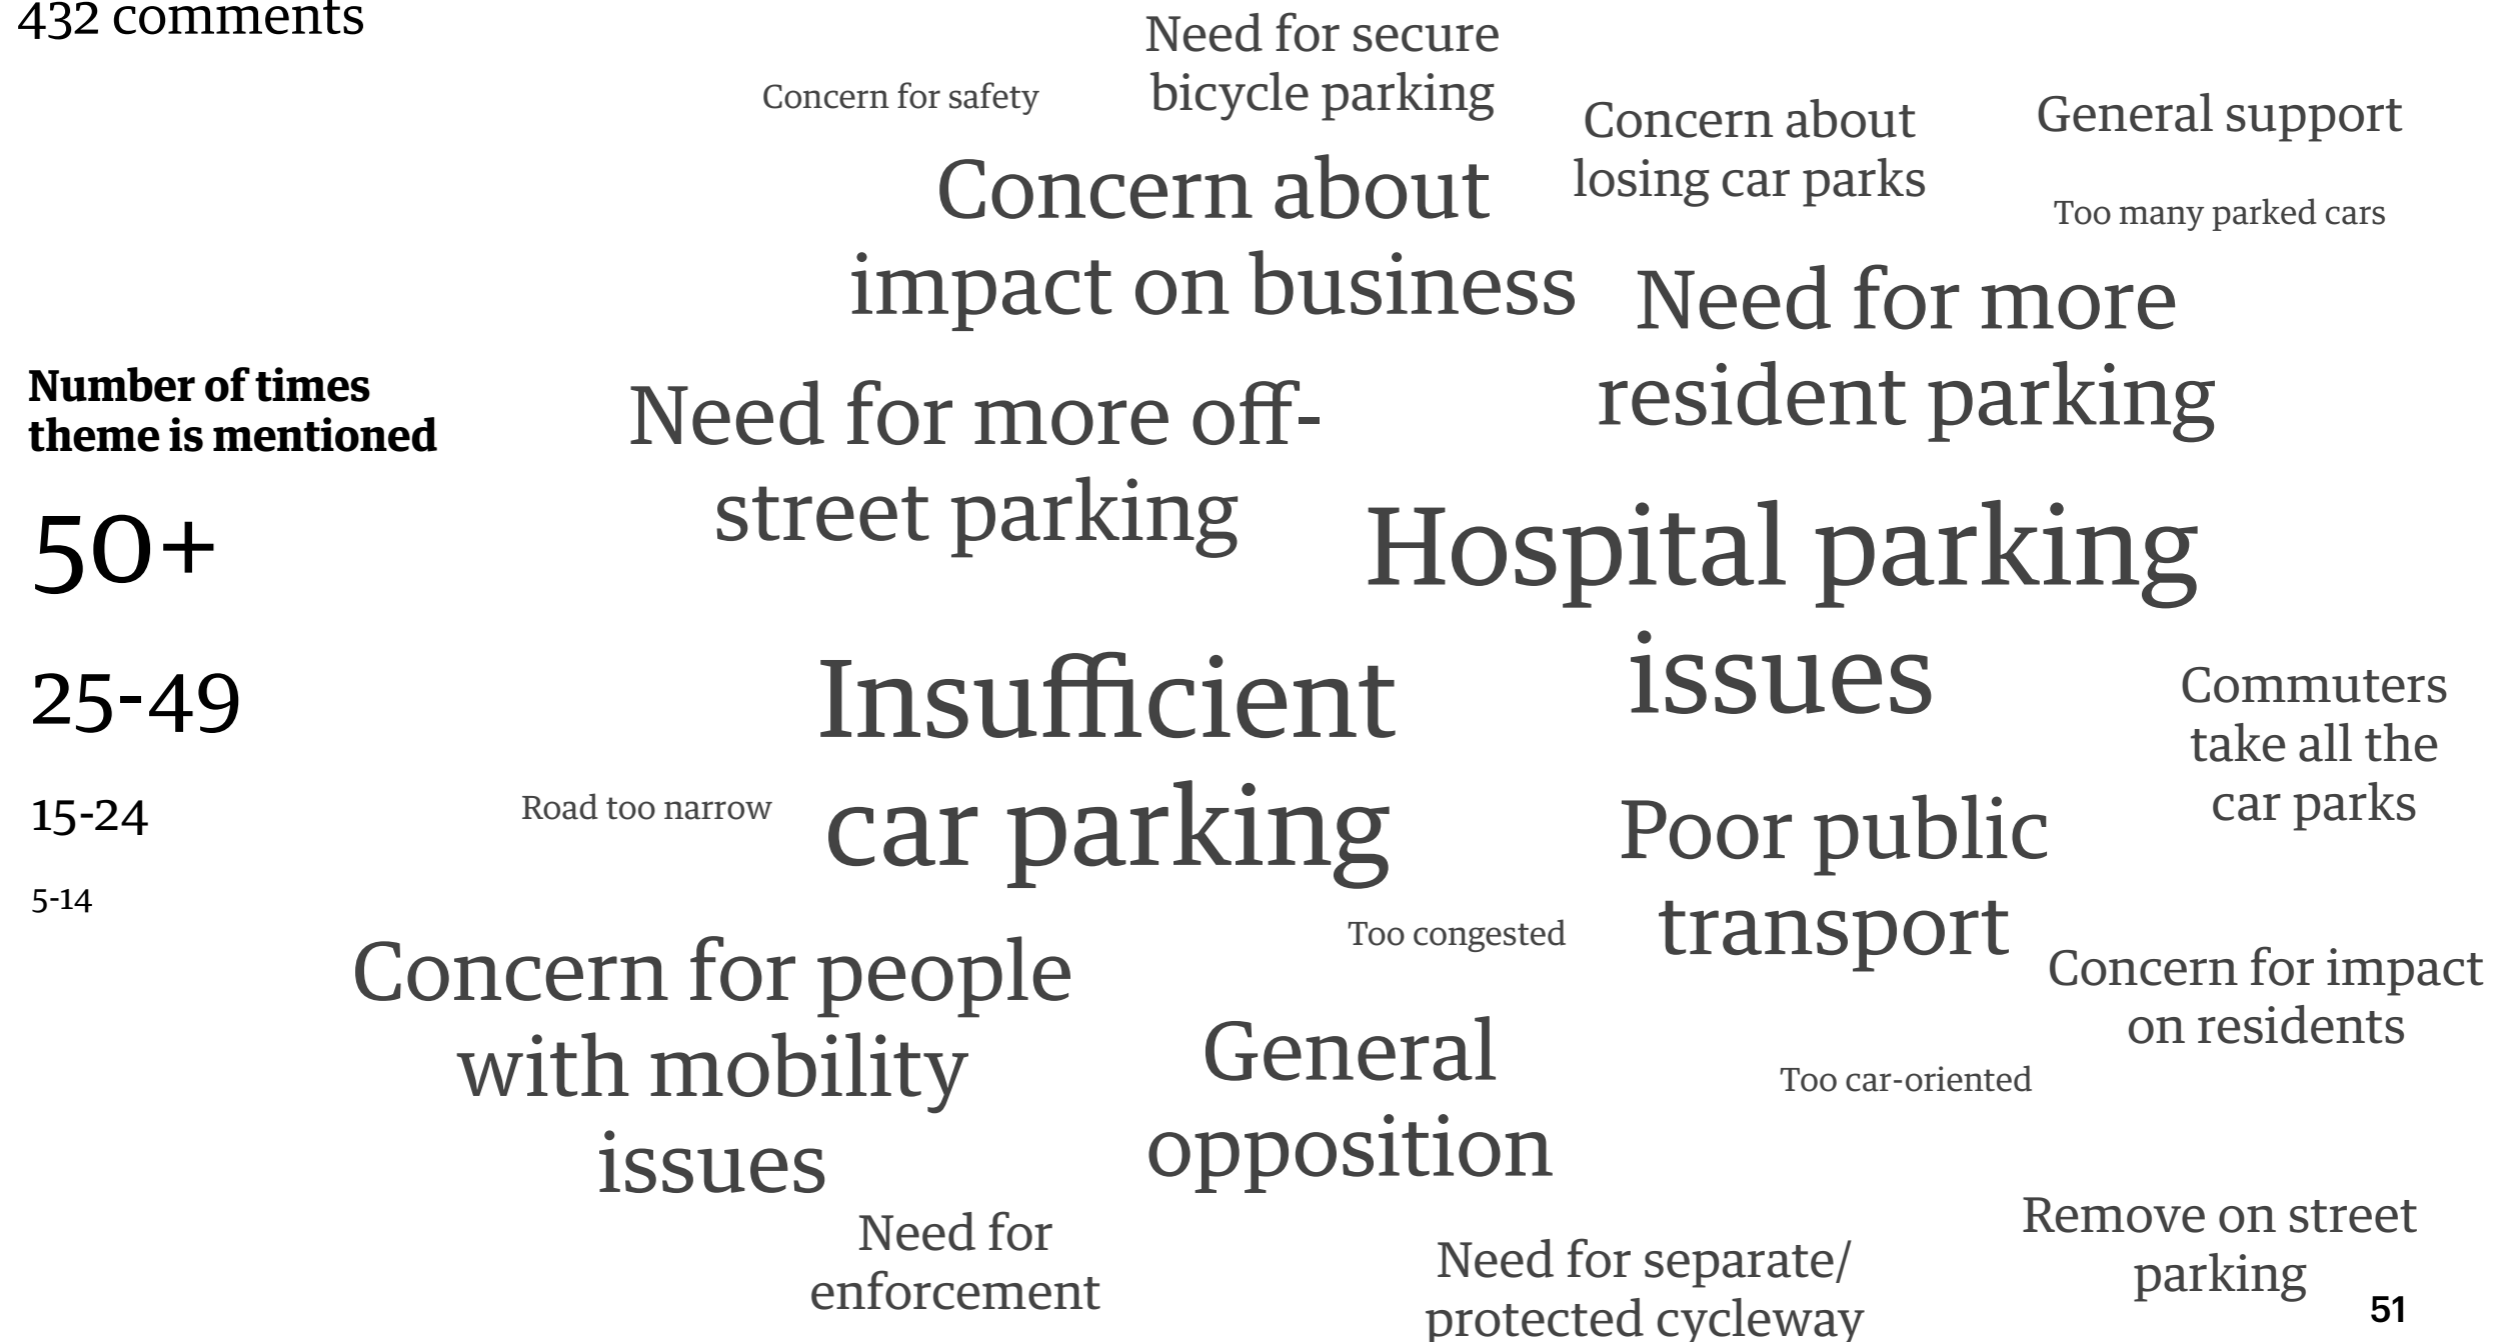 432 comments
Need for secure
bicycle parking
Concern for safety
Concern about
losing car parks
General support
Too many parked cars
Concern about
impact on business
Need for more
resident parking
Number of times
theme is mentioned
50+
25-49
15-24
5-14
Need for more off-
street parking
Hospital parking
issues
Insufficient
car parking
Commuters
take all the
car parks
Road too narrow
Poor public
transport
Too congested
Concern for people
with mobility
issues
Concern for impact
on residents
General
opposition
Too car-oriented
Need for
enforcement
Need for separate/
protected cycleway
Remove on street
parking
51